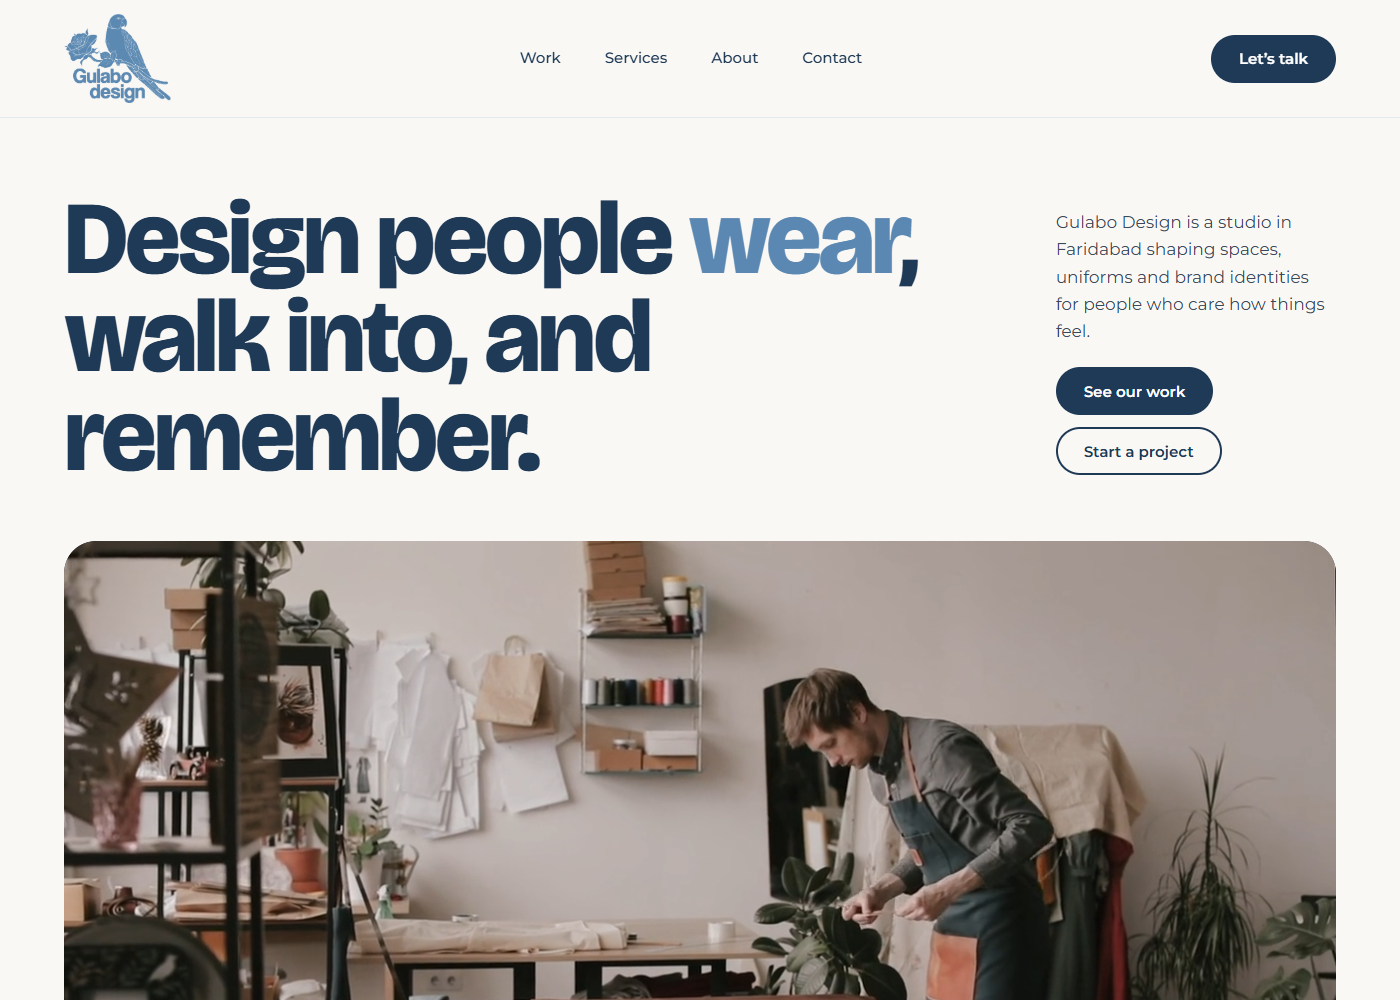 Gulabo
design
Work
Services
About
Contact
Let's talk
Design people wear,
walk into, and
remember.
Gulabo Design is a studio in
Faridabad shaping spaces,
uniforms and brand identities
for people who care how things
feel.
See our work
Start a project